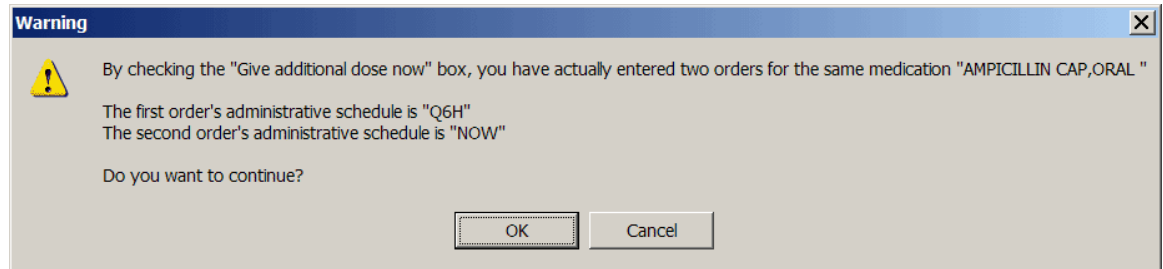 Warning
By checking the "Give additional dose now" box, you have actually entered two orders for the same medication "AMPICILLIN CAP,ORAL "
The first order's administrative schedule is "Q6H"
The second order's administrative schedule is "NOW"
Do you want to continue?
OK Cancel